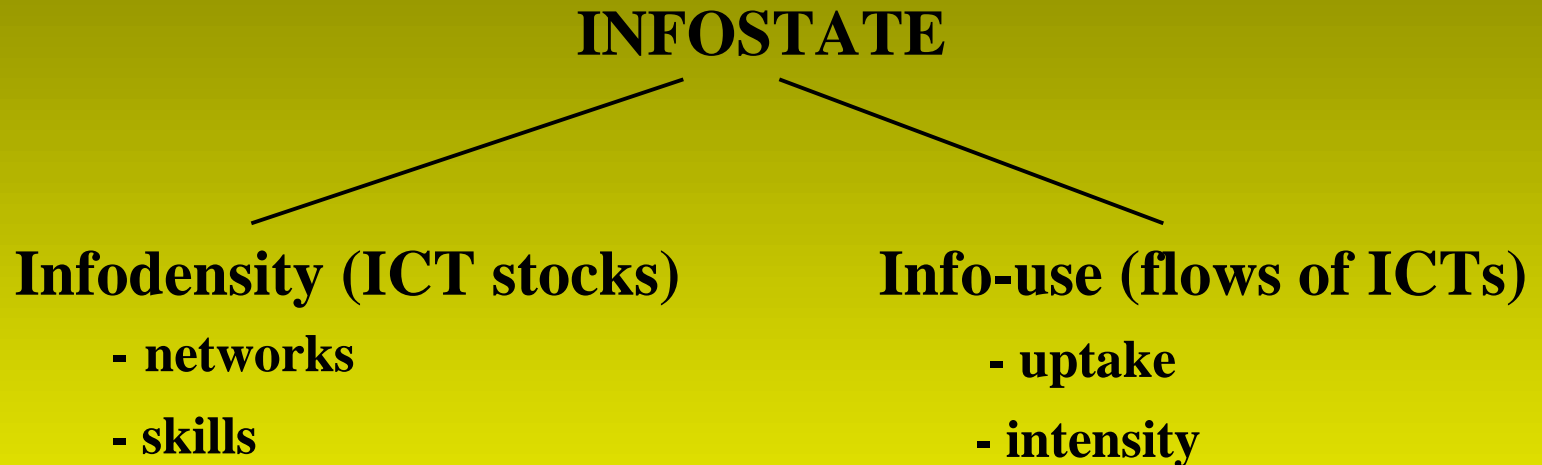 INFOSTATE
Infodensity (ICT stocks)
- networks
- skills
Info-use (flows of ICTs)
- uptake
- intensity